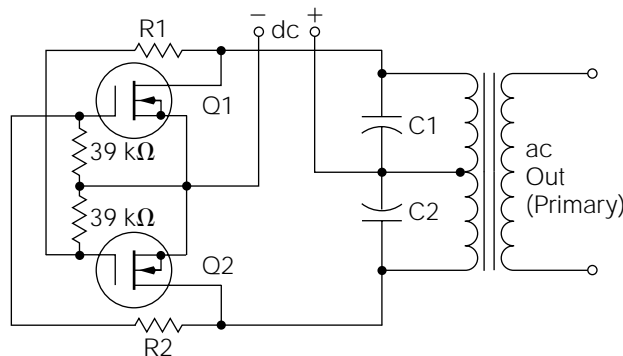 R1
− dc +
Q1
39 kΩ
39 kΩ
Q2
R2
C1
C2
ac
Out
(Primary)